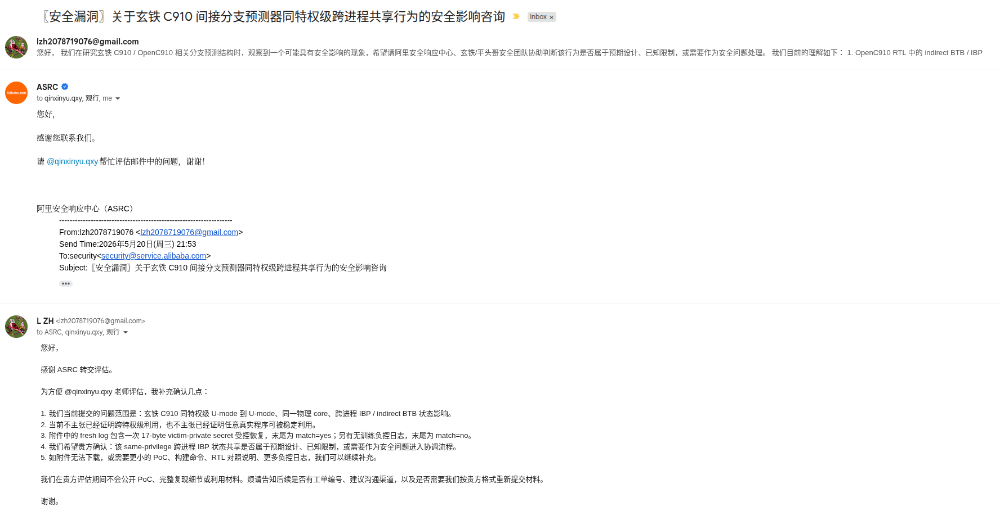 〖安全漏洞〗关于玄铁 C910 间接分支预测器同特权级跨进程共享行为的安全影响咨询 Inbox ×
lzh2078719076@gmail.com
您好， 我们在研究玄铁 C910 / OpenC910 相关分支预测结构时，观察到一个可能具有安全影响的现象，希望请阿里安全响应中心、玄铁/平头哥安全团队协助判断该行为是否属于预期设计、已知限制，或需要作为安全问题处理。 我们目前的理解如下： 1. OpenC910 RTL 中的 indirect BTB / IBP
Alibaba.com
ASRC
to qinxinyu.qxy, 观行, me
您好，
感谢您联系我们。
请 @qinxinyu.qxy 帮忙评估邮件中的问题，谢谢！
阿里安全响应中心（ASRC）
------------------------------------------------------------------
From:lzh2078719076 <lzh2078719076@gmail.com>
Send Time:2026年5月20日(周三) 21:53
To:security<security@service.alibaba.com>
Subject:〖安全漏洞〗关于玄铁 C910 间接分支预测器同特权级跨进程共享行为的安全影响咨询
L ZH <lzh2078719076@gmail.com>
to ASRC, qinxinyu.qxy, 观行
您好，
感谢 ASRC 转交评估。
为方便 @qinxinyu.qxy 老师评估，我补充确认几点：
1. 我们当前提交的问题范围是：玄铁 C910 同特权级 U-mode 到 U-mode、同一物理 core、跨进程 IBP / indirect BTB 状态影响。
2. 当前不主张已经证明跨特权级利用，也不主张已经证明任意真实程序可被稳定利用。
3. 附件中的 fresh log 包含一次 17-byte victim-private secret 受控恢复，末尾为 match=yes；另有无训练负控日志，末尾为 match=no。
4. 我们希望贵方确认：该 same-privilege 跨进程 IBP 状态共享是否属于预期设计、已知限制，或需要作为安全问题进入协调流程。
5. 如附件无法下载，或需要更小的 PoC、构建命令、RTL 对照说明、更多负控日志，我们可以继续补充。
我们在贵方评估期间不会公开 PoC、完整复现细节或利用材料。烦请告知后续是否有工单编号、建议沟通渠道，以及是否需要我们按贵方格式重新提交材料。
谢谢。